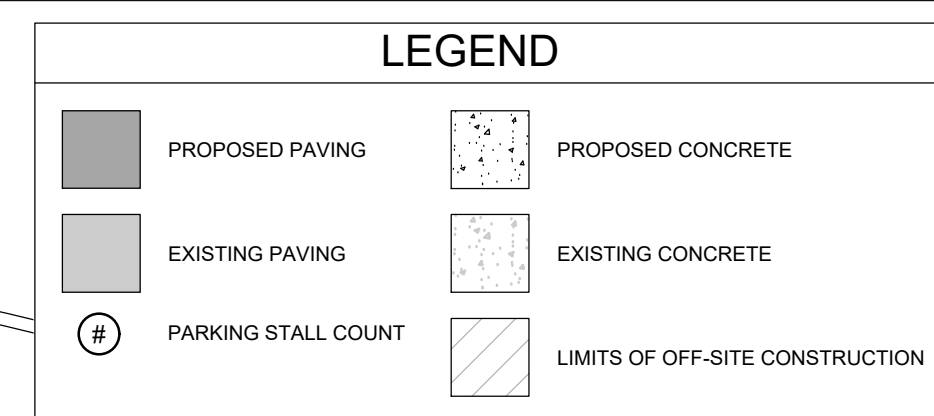 LEGEND
PROPOSED PAVING
PROPOSED CONCRETE
EXISTING PAVING
EXISTING CONCRETE
#
PARKING STALL COUNT
LIMITS OF OFF-SITE CONSTRUCTION